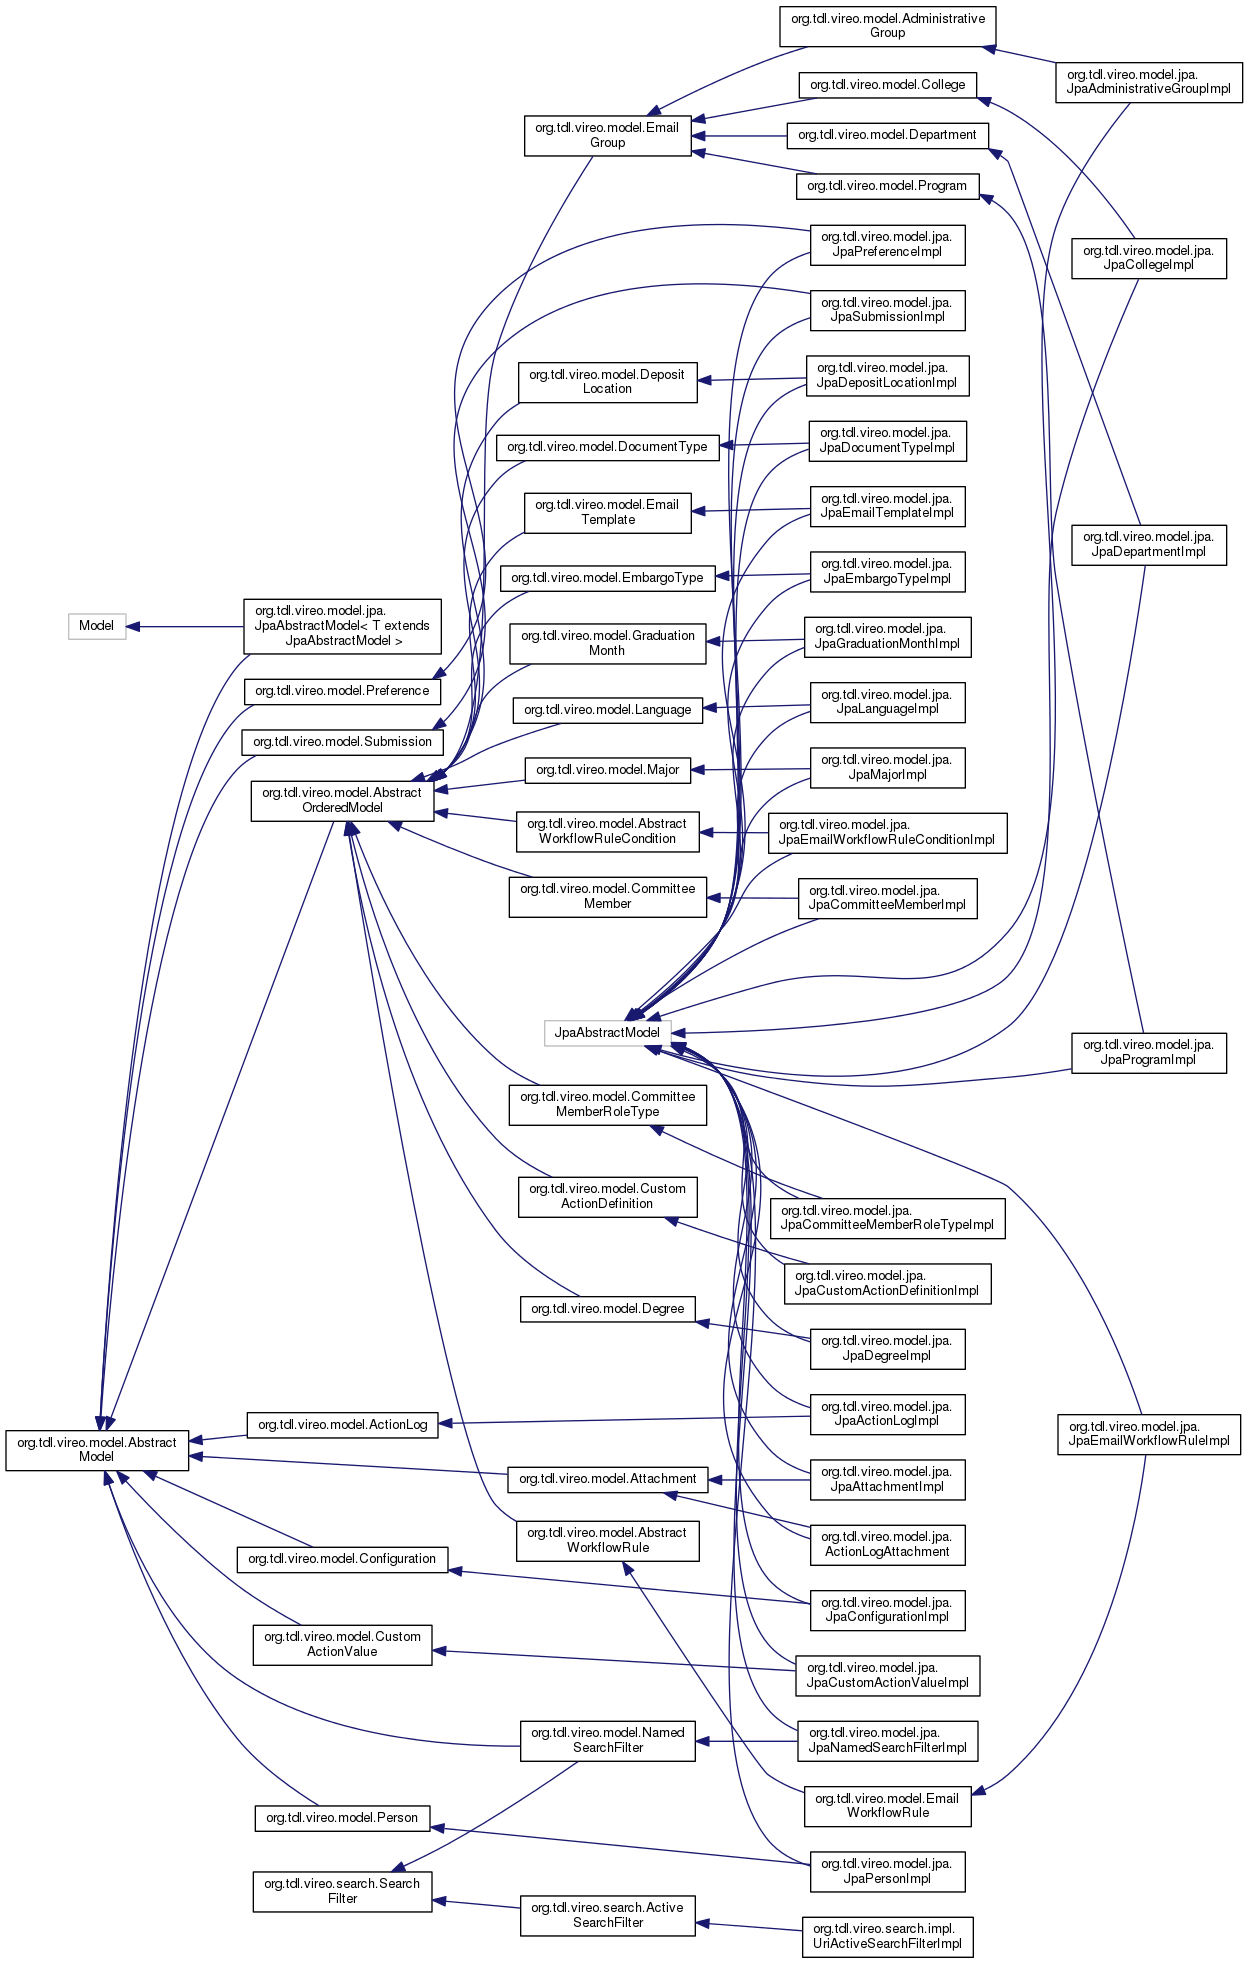 org.tdl.vireo.model.Administrative
Group
org.tdl.vireo.model.jpa.
JpaAdministrativeGroupImpl
org.tdl.vireo.model.College
org.tdl.vireo.model.Email
Group
org.tdl.vireo.model.Department
org.tdl.vireo.model.Program
org.tdl.vireo.model.jpa.
JpaPreferenceImpl
org.tdl.vireo.model.jpa.
JpaCollegeImpl
org.tdl.vireo.model.jpa.
JpaSubmissionImpl
org.tdl.vireo.model.Deposit
Location
org.tdl.vireo.model.jpa.
JpaDepositLocationImpl
org.tdl.vireo.model.DocumentType
org.tdl.vireo.model.jpa.
JpaDocumentTypeImpl
org.tdl.vireo.model.Email
Template
org.tdl.vireo.model.jpa.
JpaEmailTemplateImpl
org.tdl.vireo.model.jpa.
JpaDepartmentImpl
org.tdl.vireo.model.EmbargoType
org.tdl.vireo.model.jpa.
JpaEmbargoTypeImpl
Model
org.tdl.vireo.model.jpa.
JpaAbstractModel< T extends
JpaAbstractModel >
org.tdl.vireo.model.Graduation
Month
org.tdl.vireo.model.jpa.
JpaGraduationMonthImpl
org.tdl.vireo.model.Preference
org.tdl.vireo.model.Language
org.tdl.vireo.model.jpa.
JpaLanguageImpl
org.tdl.vireo.model.Submission
org.tdl.vireo.model.Major
org.tdl.vireo.model.jpa.
JpaMajorImpl
org.tdl.vireo.model.Abstract
OrderedModel
org.tdl.vireo.model.Abstract
WorkflowRuleCondition
org.tdl.vireo.model.jpa.
JpaEmailWorkflowRuleConditionImpl
org.tdl.vireo.model.Committee
Member
org.tdl.vireo.model.jpa.
JpaCommitteeMemberImpl
JpaAbstractModel
org.tdl.vireo.model.jpa.
JpaProgramImpl
org.tdl.vireo.model.Committee
MemberRoleType
org.tdl.vireo.model.Custom
ActionDefinition
org.tdl.vireo.model.jpa.
JpaCommitteeMemberRoleTypeImpl
org.tdl.vireo.model.jpa.
JpaCustomActionDefinitionImpl
org.tdl.vireo.model.Degree
org.tdl.vireo.model.jpa.
JpaDegreeImpl
org.tdl.vireo.model.ActionLog
org.tdl.vireo.model.jpa.
JpaActionLogImpl
org.tdl.vireo.model.jpa.
JpaEmailWorkflowRuleImpl
org.tdl.vireo.model.Abstract
Model
org.tdl.vireo.model.Attachment
org.tdl.vireo.model.jpa.
JpaAttachmentImpl
org.tdl.vireo.model.Abstract
WorkflowRule
org.tdl.vireo.model.jpa.
ActionLogAttachment
org.tdl.vireo.model.Configuration
org.tdl.vireo.model.jpa.
JpaConfigurationImpl
org.tdl.vireo.model.Custom
ActionValue
org.tdl.vireo.model.jpa.
JpaCustomActionValueImpl
org.tdl.vireo.model.Named
SearchFilter
org.tdl.vireo.model.jpa.
JpaNamedSearchFilterImpl
org.tdl.vireo.model.Email
WorkflowRule
org.tdl.vireo.model.Person
org.tdl.vireo.model.jpa.
JpaPersonImpl
org.tdl.vireo.search.Search
Filter
org.tdl.vireo.search.Active
SearchFilter
org.tdl.vireo.search.impl.
UriActiveSearchFilterImpl